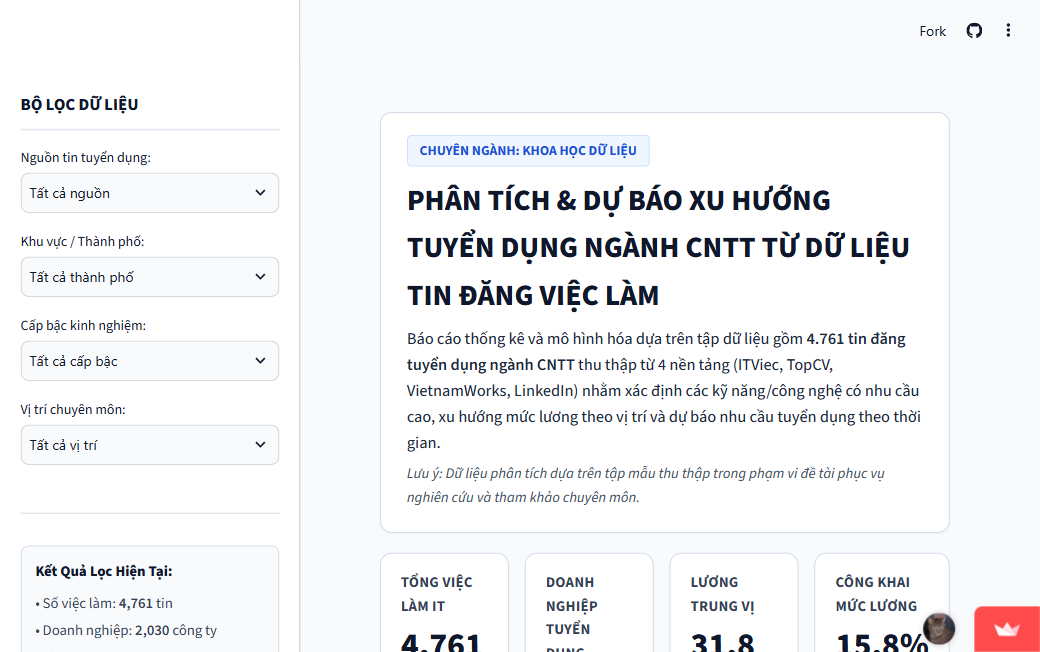 Fork
BỘ LỌC DỮ LIỆU
Nguồn tin tuyển dụng:
Tất cả nguồn
Khu vực / Thành phố:
Tất cả thành phố
Cấp bậc kinh nghiệm:
Tất cả cấp bậc
Vị trí chuyên môn:
Tất cả vị trí
Kết Quả Lọc Hiện Tại:
• Số việc làm: 4,761 tin
• Doanh nghiệp: 2,030 công ty
CHUYÊN NGÀNH: KHOA HỌC DỮ LIỆU
PHÂN TÍCH & DỰ BÁO XU HƯỚNG
TUYỂN DỤNG NGÀNH CNTT TỪ DỮ LIỆU
TIN ĐĂNG VIỆC LÀM
Báo cáo thống kê và mô hình hóa dựa trên tập dữ liệu gồm 4.761 tin đăng
tuyển dụng ngành CNTT thu thập từ 4 nền tảng (ITViec, TopCV,
VietnamWorks, LinkedIn) nhằm xác định các kỹ năng/công nghệ có nhu cầu
cao, xu hướng mức lương theo vị trí và dự báo nhu cầu tuyển dụng theo thời
gian.
Lưu ý: Dữ liệu phân tích dựa trên tập mẫu thu thập trong phạm vi đề tài phục vụ
nghiên cứu và tham khảo chuyên môn.
TỔNG VIỆC
LÀM IT
4.761
DOANH
NGHIỆP
TUYỂN
DỤNG
LƯƠNG
TRUNG VỊ
31.8
CÔNG KHAI
MỨC LƯƠNG
15.8%